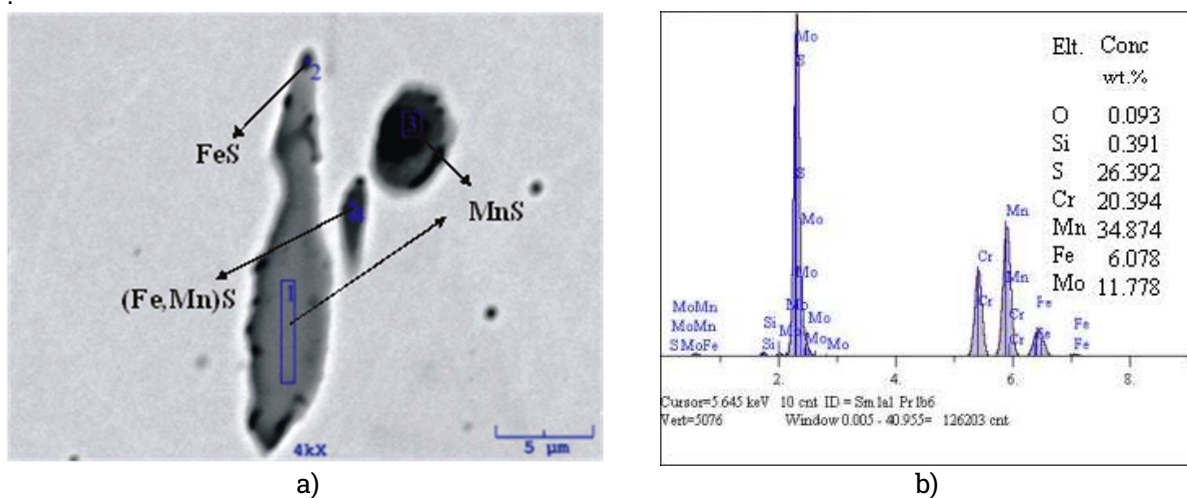 .
2
3
FeS
MnS
4
(Fe,Mn)S
1
5 µm
4kX
a)
Mo
S
S
Mo
Mo
Mo
Mo
Mo
Mo
Mo
Si
Si
MoMn
MoMn
SMoFe
Cr
Cr
Mn
Mn
Cr
Cr
Fe
Fe
Fe
Fe
Elt. Conc
wt.%
O 0.093
Si 0.391
S 26.392
Cr 20.394
Mn 34.874
Fe 6.078
Mo 11.778
2. 4. 6. 8.
Cursor=5.645 keV 10 cnt ID = Sm la1 Pr lb6
Vert=5076 Window 0.005 - 40.955= 126203 cnt
b)